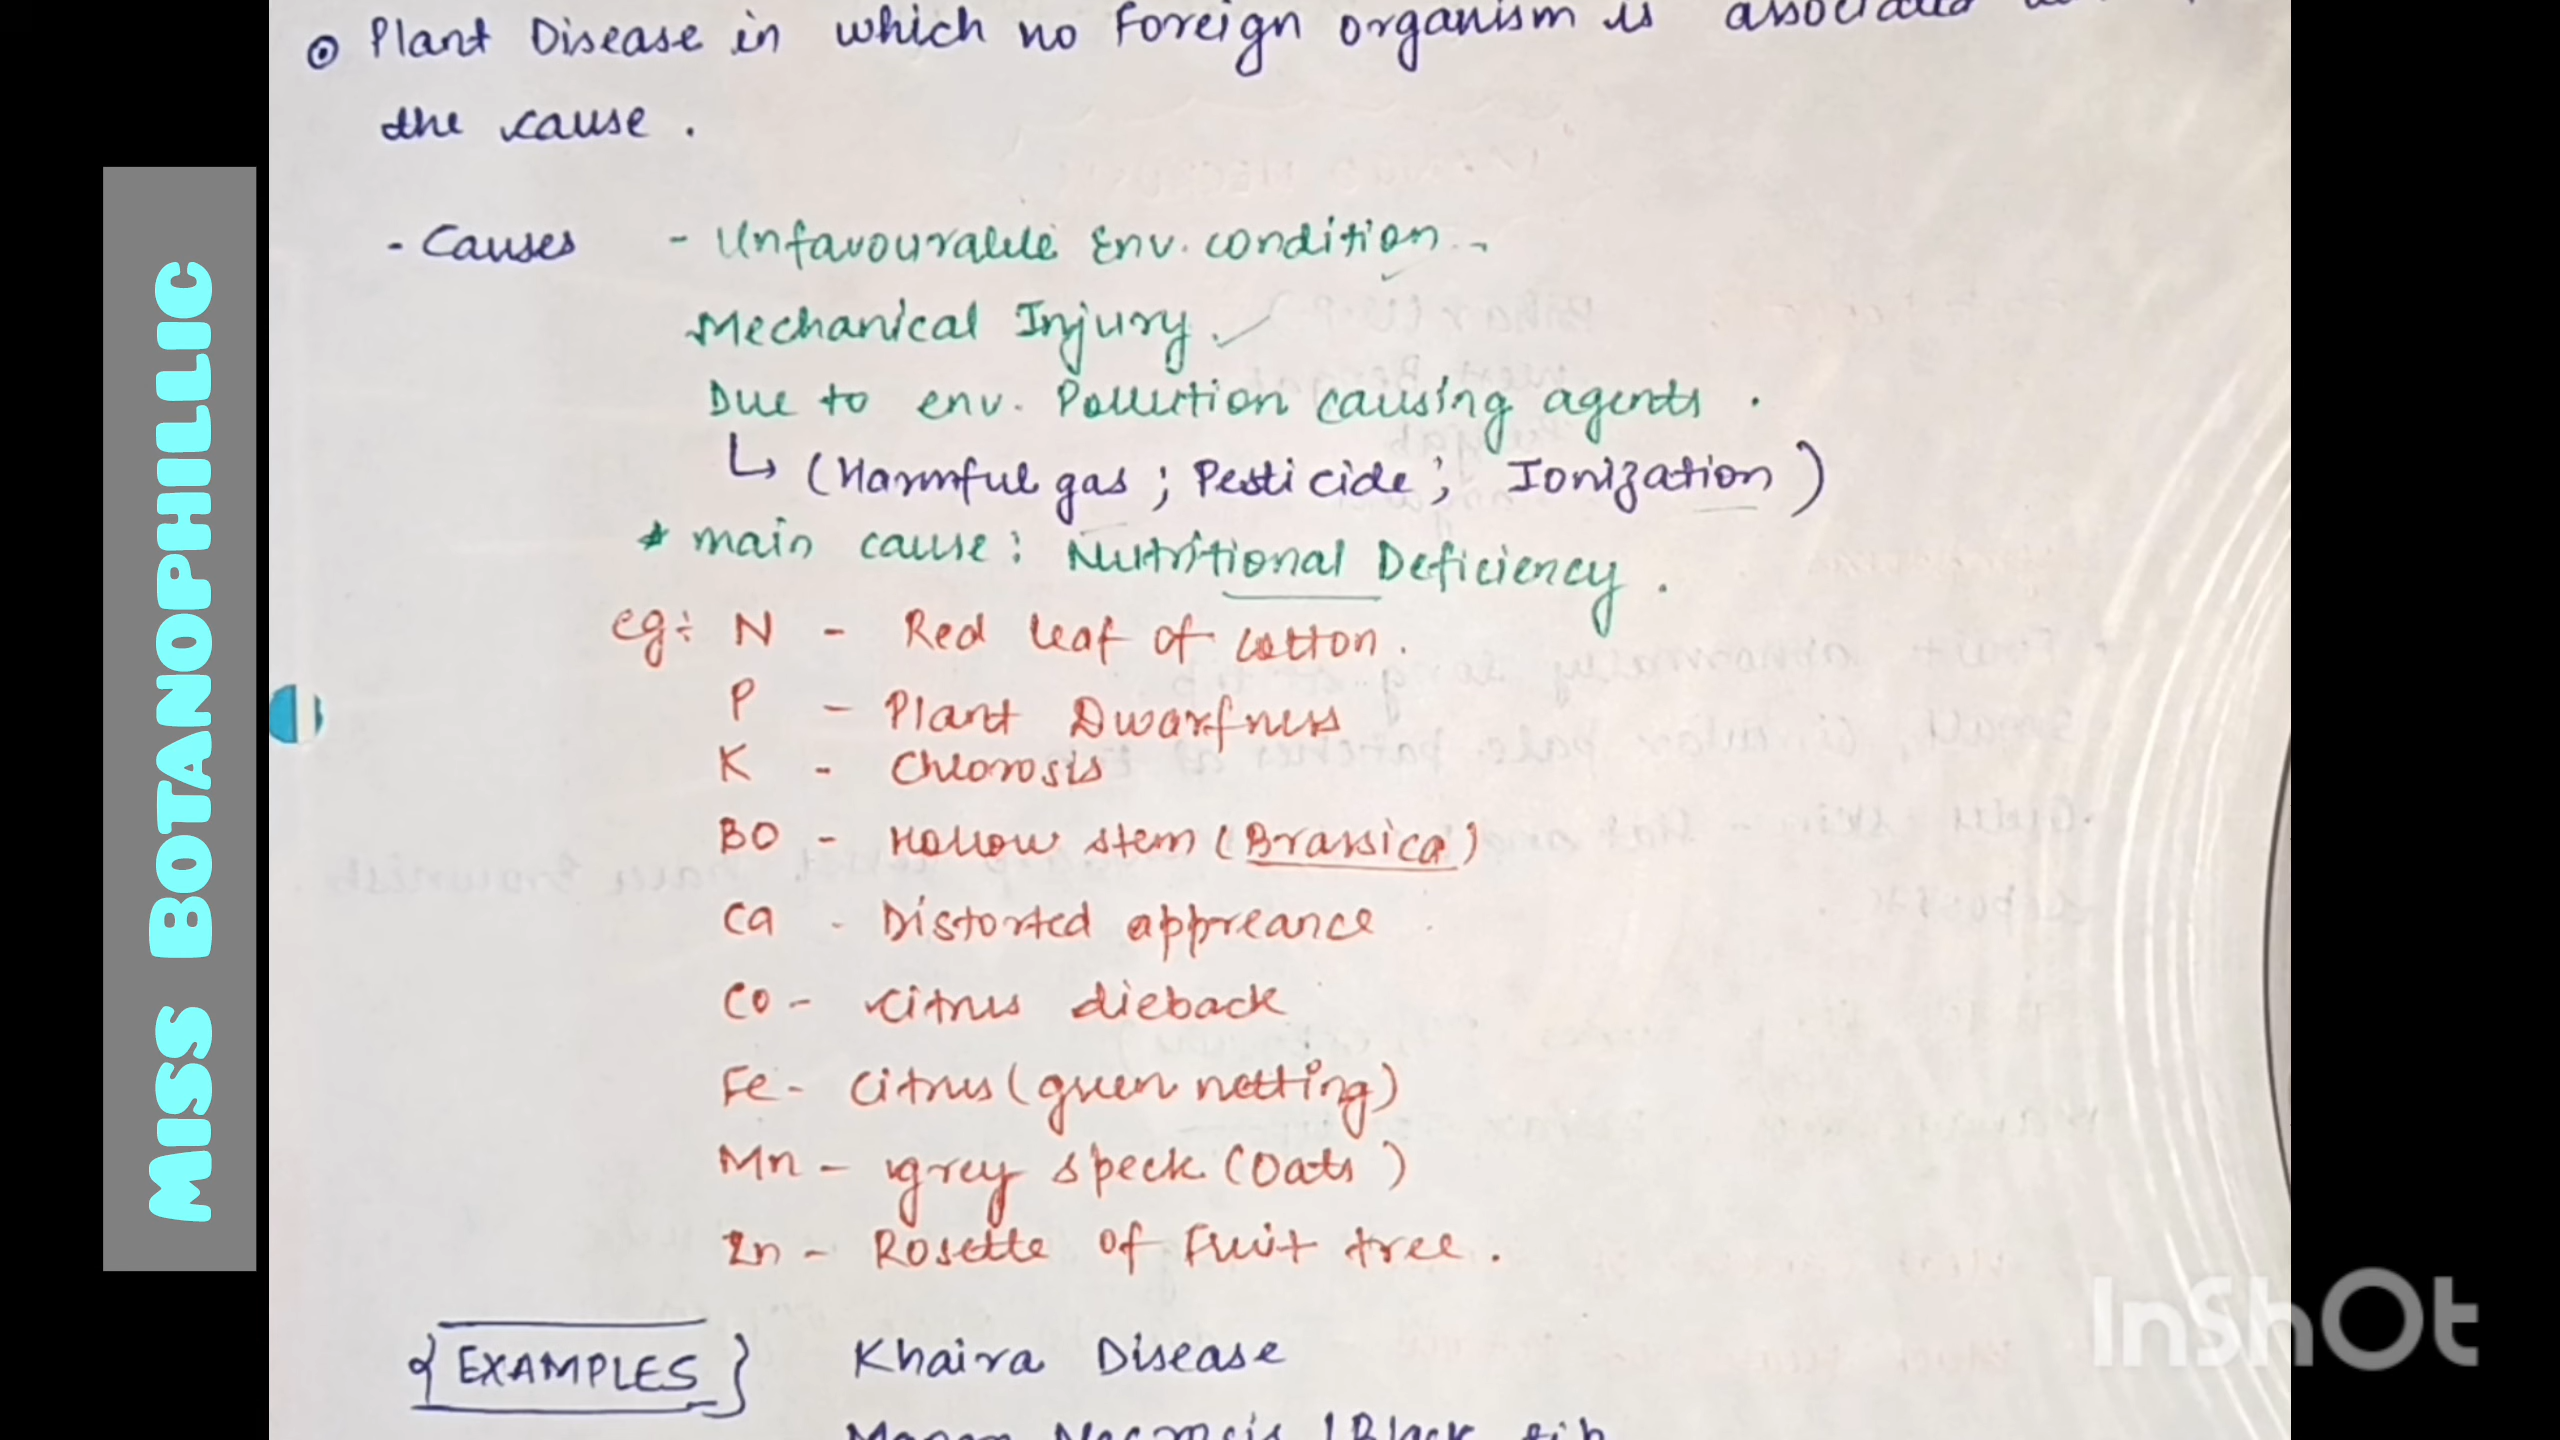 MISS BOTANOPHILLIC
Plant Disease in which no Foreign organism is
the cause.
- Causes - Unfavourable Env. condition -
Mechanical Injury.
Due to env. Pollution causing agents.
↳ (Harmful gas; Pesticide; Ionization)
* main cause: Nutritional Deficiency.
eg: N - Red leaf of cotton.
P - Plant Dwarfness
K - Chlorosis
BO - Hollow stem (Brassica)
Ca - Distorted appreance
CO - citrus dieback
Fe - citrus (green netting)
Mn - grey speck (Oats)
Zn - Rosette of Fruit tree.
{EXAMPLES} Khaira Disease
InShOt